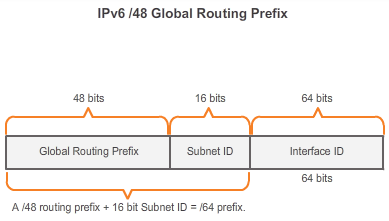 IPv6 /48 Global Routing Prefix
48 bits 16 bits 64 bits
Global Routing Prefix Subnet ID Interface ID
64 bits
A /48 routing prefix + 16 bit Subnet ID = /64 prefix.